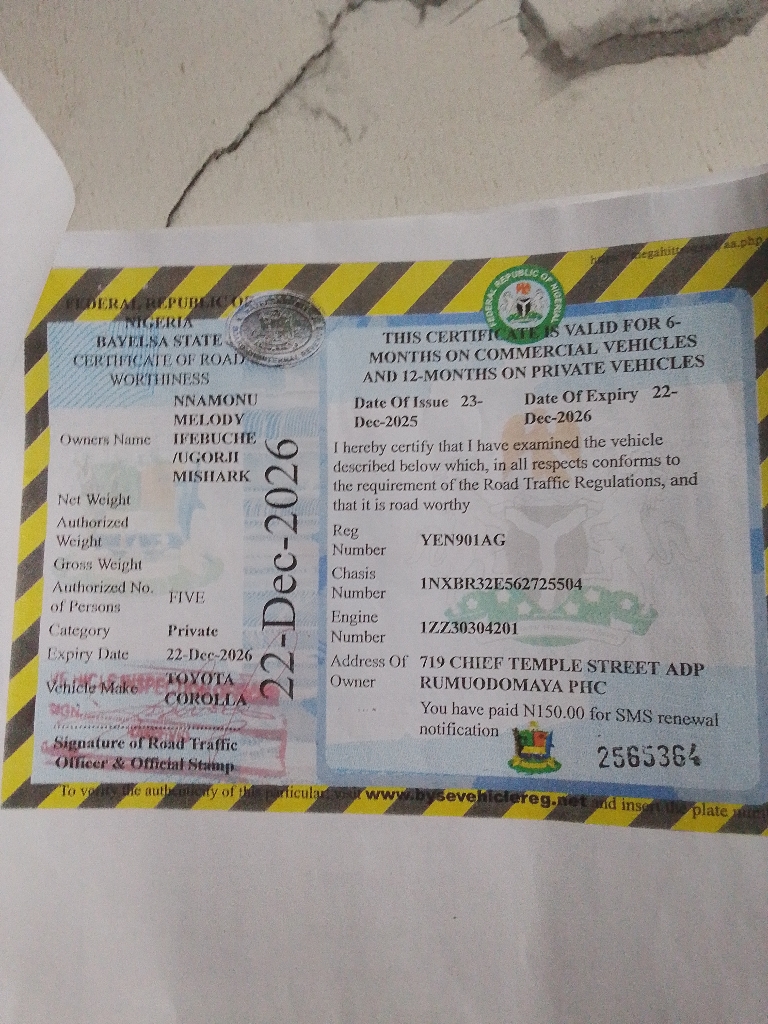 FEDERAL REPUBLIC OF
NIGERIA
BAYELSA STATE
CERTIFICATE OF ROAD
WORTHINESS
Owners Name
NNAMONU
MELODY
IFEBUCHE
/UGORJI
MISHARK
Net Weight
Authorized
Weight
Gross Weight
Authorized No.
of Persons
FIVE
Category Private
Expiry Date 22-Dec-2026
Vehicle Make TOYOTA
COROLLA
Signature of Road Traffic
Officer & Official Stamp
22-Dec-2026
FEDERAL REPUBLIC OF NIGERIA
THIS CERTIFICATE IS VALID FOR 6-
MONTHS ON COMMERCIAL VEHICLES
AND 12-MONTHS ON PRIVATE VEHICLES
Date Of Issue 23-
Dec-2025
Date Of Expiry 22-
Dec-2026
I hereby certify that I have examined the vehicle
described below which, in all respects conforms to
the requirement of the Road Traffic Regulations, and
that it is road worthy
Reg
Number
YEN901AG
Chasis
Number
1NXBR32E562725504
Engine
Number
1ZZ30304201
Address Of
Owner
719 CHIEF TEMPLE STREET ADP
RUMUODOMAYA PHC
You have paid N150.00 for SMS renewal
notification
2565364
To verify the authenticity of this particular, visit www.bysevehiclereg.net and insert the plate